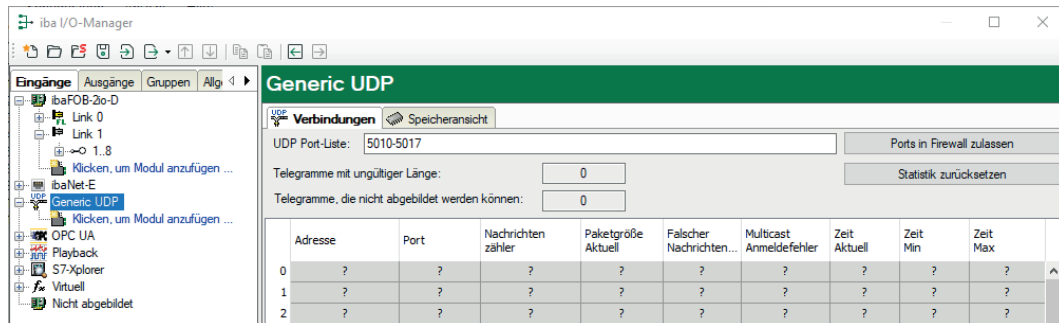 iba I/O-Manager
Eingänge Ausgänge Gruppen Allg
ibaFOB-2io-D
Link 0
Link 1
1..8
Klicken, um Modul anzufügen ...
ibaNet-E
Generic UDP
Klicken, um Modul anzufügen ...
OPC UA
Playback
S7-Xplorer
Virtuell
Nicht abgebildet
Generic UDP
Verbindungen Speicheransicht
UDP Port-Liste: 5010-5017 Ports in Firewall zulassen
Telegramme mit ungültiger Länge: 0 Statistik zurücksetzen
Telegramme, die nicht abgebildet werden können: 0
Adresse Port Nachrichten zähler Paketgröße Aktuell Falscher Nachrichten... Multicast Anmeldefehler Zeit Aktuell Zeit Min Zeit Max
0 ? ? ? ? ? ? ? ? ?
1 ? ? ? ? ? ? ? ? ?
2 ? ? ? ? ? ? ? ? ?